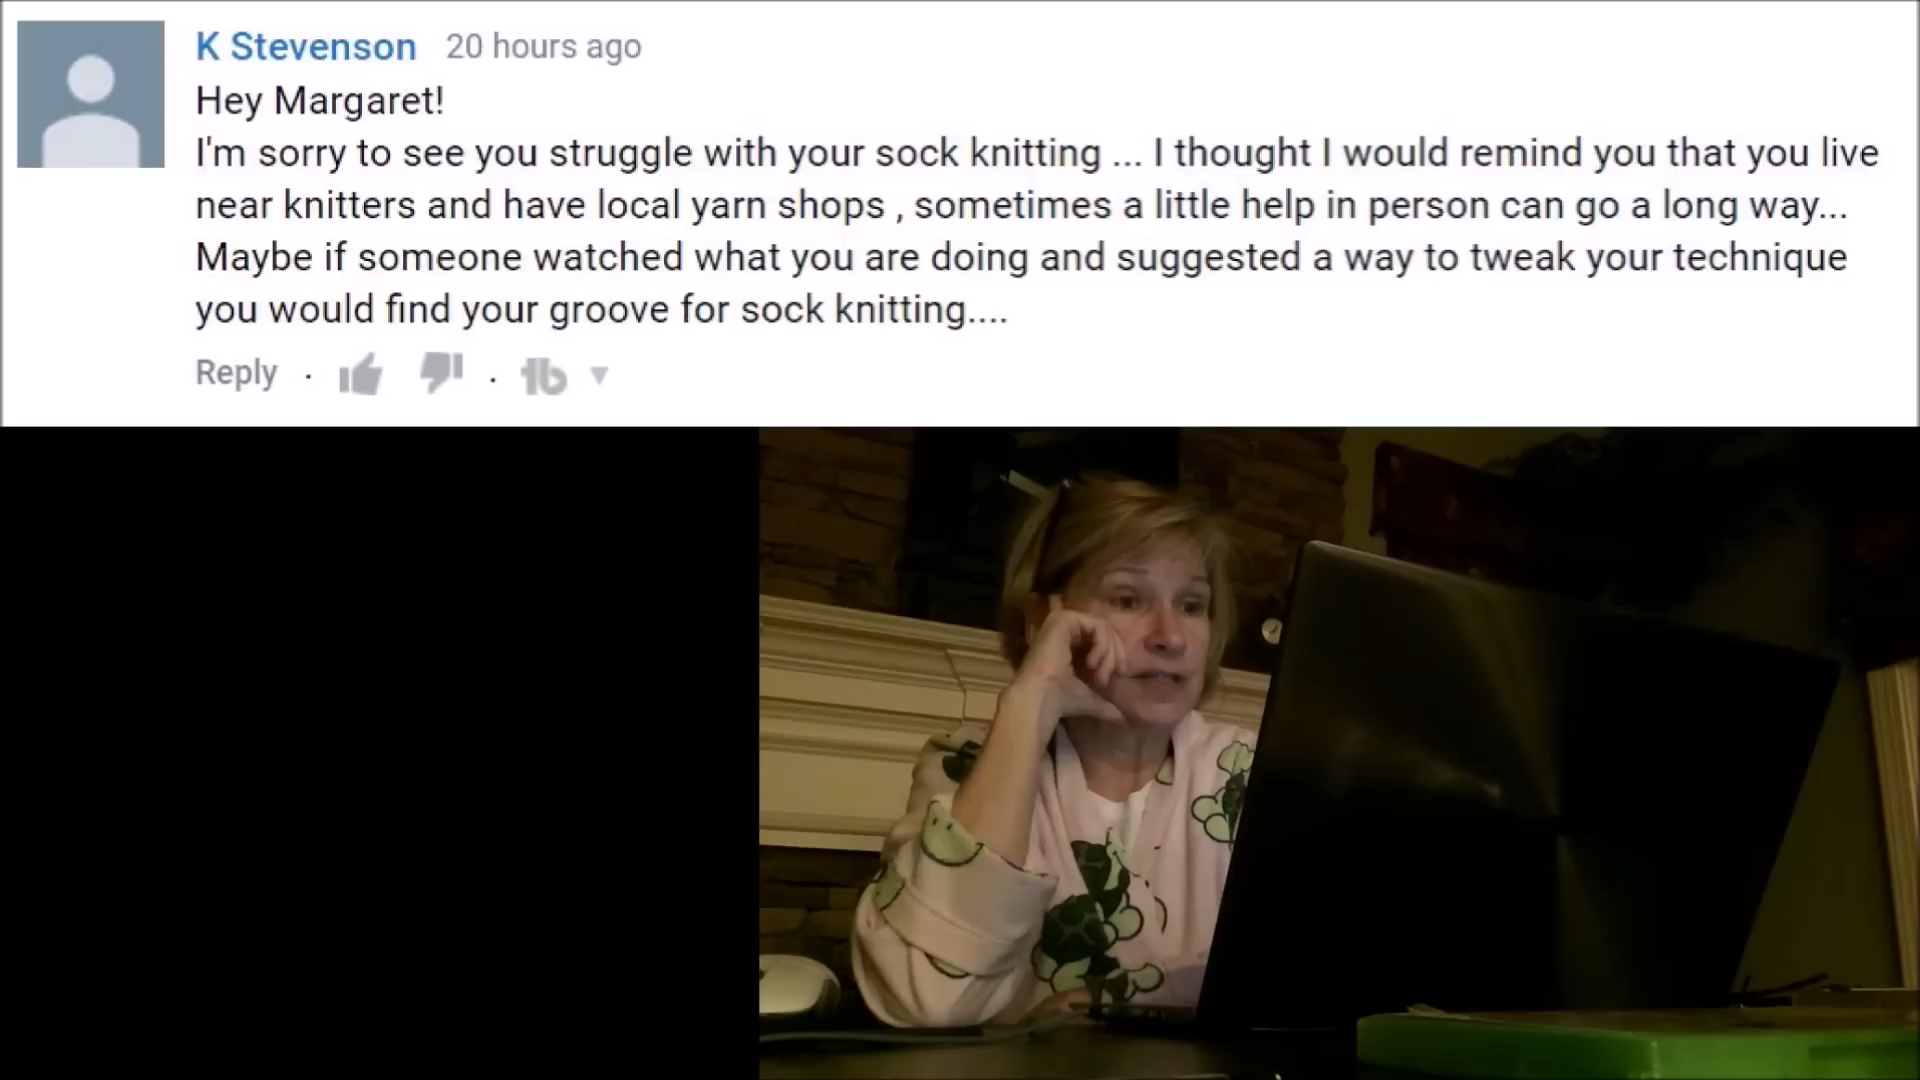 K Stevenson 20 hours ago
Hey Margaret!
I'm sorry to see you struggle with your sock knitting ... I thought I would remind you that you live
near knitters and have local yarn shops , sometimes a little help in person can go a long way...
Maybe if someone watched what you are doing and suggested a way to tweak your technique
you would find your groove for sock knitting....
Reply